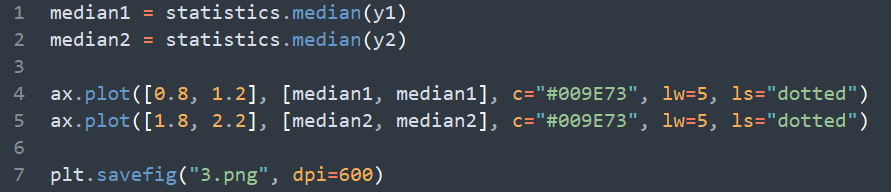 1 median1 = statistics.median(y1)
2 median2 = statistics.median(y2)
3
4 ax.plot([0.8, 1.2], [median1, median1], c="#009E73", lw=5, ls="dotted")
5 ax.plot([1.8, 2.2], [median2, median2], c="#009E73", lw=5, ls="dotted")
6
7 plt.savefig("3.png", dpi=600)